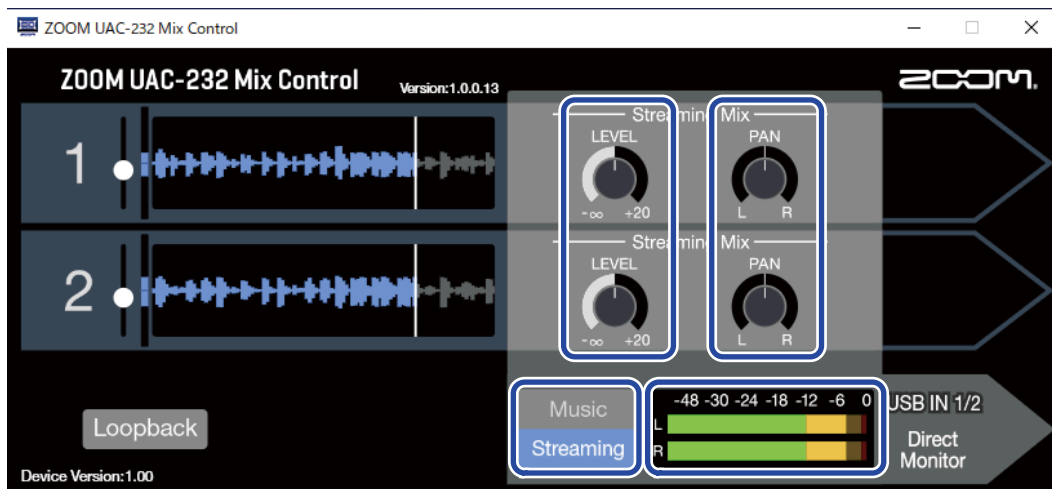 ZOOM UAC-232 Mix Control
ZOOM UAC-232 Mix Control
Version:1.0.0.13
ZOOM
1
Streaming Mix
LEVEL
PAN
-∞ +20
L R
2
Streaming Mix
LEVEL
PAN
-∞ +20
L R
Music
Streaming
-48 -30 -24 -18 -12 -6 0
L
R
USB IN 1/2
Direct
Monitor
Loopback
Device Version:1.00